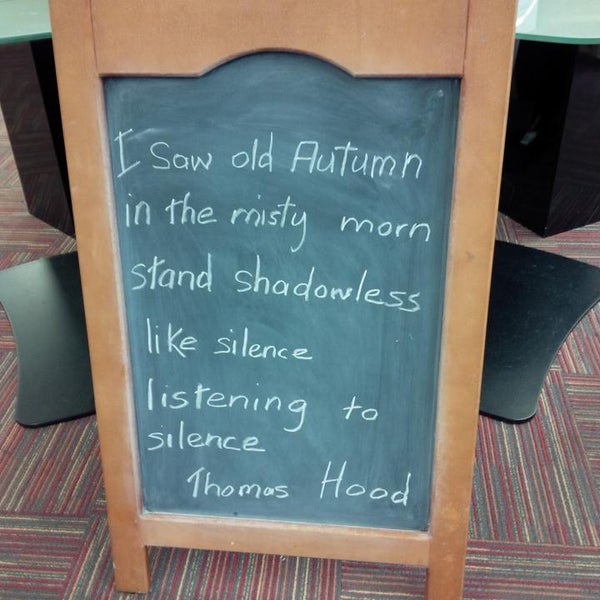 I saw old Autumn
in the misty morn
stand shadowless
like silence
listening to
silence
Thomas Hood